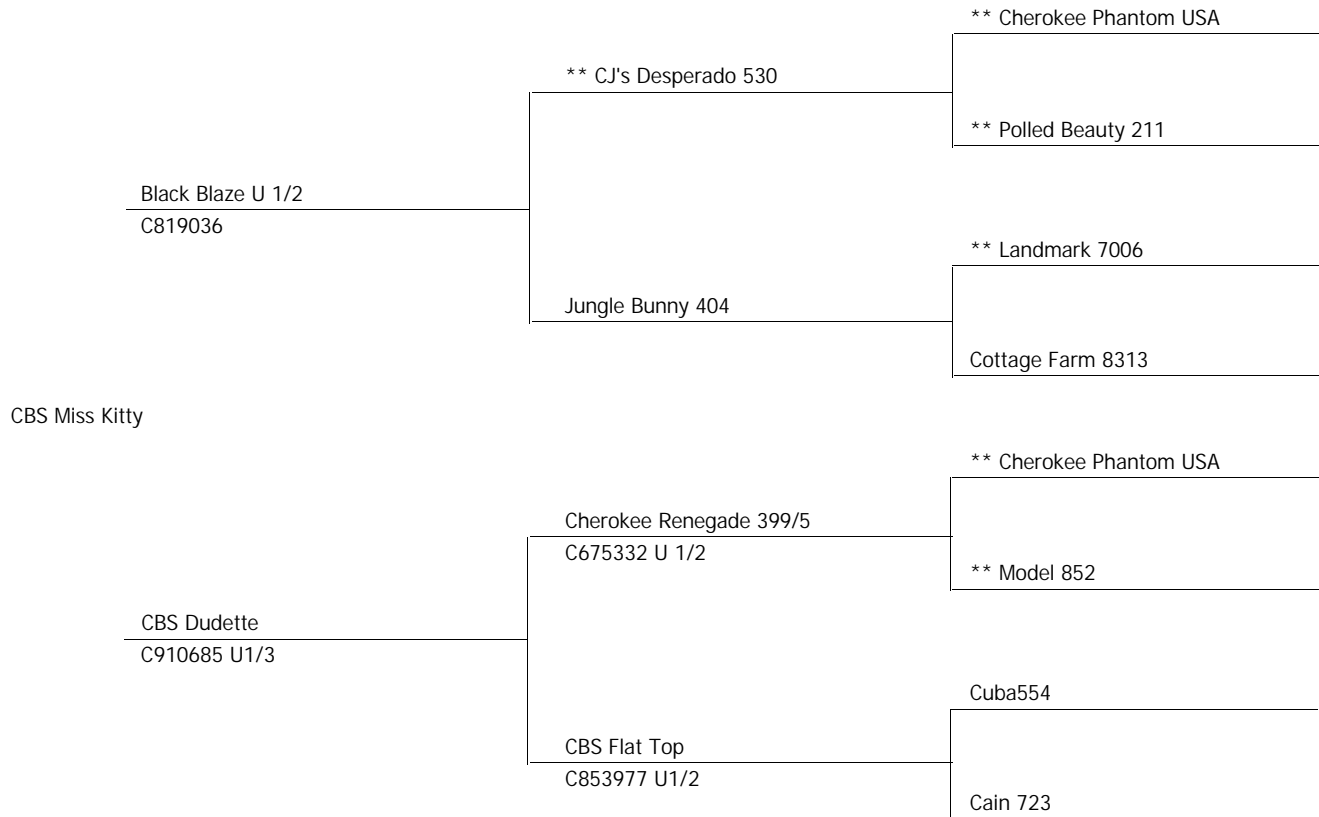 ** Cherokee Phantom USA
** CJ's Desperado 530
** Polled Beauty 211
Black Blaze U 1/2
C819036
** Landmark 7006
Jungle Bunny 404
Cottage Farm 8313
CBS Miss Kitty
** Cherokee Phantom USA
Cherokee Renegade 399/5
C675332 U 1/2
** Model 852
CBS Dudette
C910685 U1/3
Cuba554
CBS Flat Top
C853977 U1/2
Cain 723